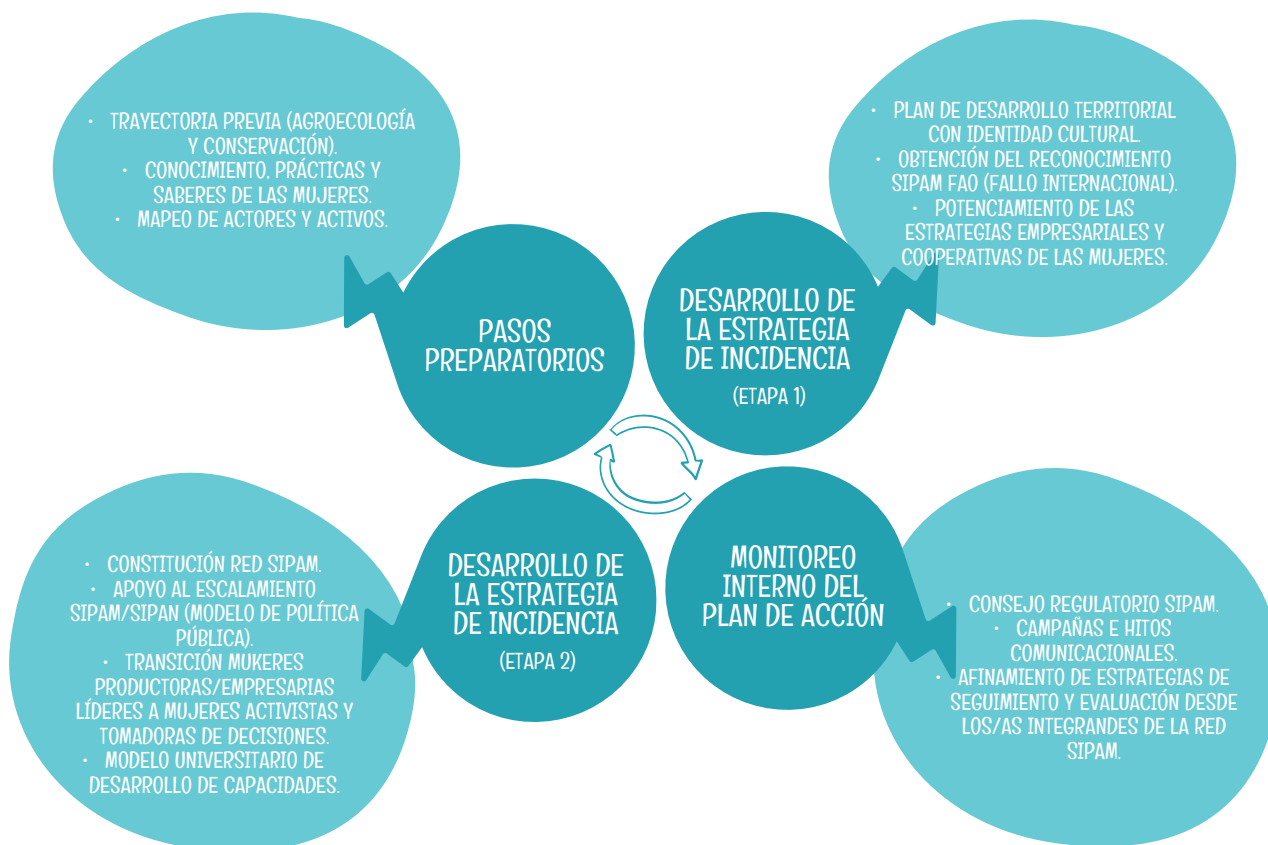 • TRAYECTORIA PREVIA (AGROECOLOGÍA
Y CONSERVACIÓN).
• CONOCIMIENTO, PRÁCTICAS Y
SABERES DE LAS MUJERES.
• MAPEO DE ACTORES Y ACTIVOS.
PASOS
PREPARATORIOS
• PLAN DE DESARROLLO TERRITORIAL
CON IDENTIDAD CULTURAL.
• OBTENCIÓN DEL RECONOCIMIENTO
SIPAM FAO (FALLO INTERNACIONAL).
• POTENCIAMIENTO DE LAS
ESTRATEGIAS EMPRESARIALES Y
COOPERATIVAS DE LAS MUJERES.
DESARROLLO DE
LA ESTRATEGIA
DE INCIDENCIA
(ETAPA 1)
• CONSTITUCIÓN RED SIPAM.
• APOYO AL ESCALAMIENTO
SIPAM/SIPAN (MODELO DE POLÍTICA
PÚBLICA).
• TRANSICIÓN MUKERES
PRODUCTORAS/EMPRESARIAS
LÍDERES A MUJERES ACTIVISTAS Y
TOMADORAS DE DECISIONES.
• MODELO UNIVERSITARIO DE
DESARROLLO DE CAPACIDADES.
DESARROLLO DE
LA ESTRATEGIA
DE INCIDENCIA
(ETAPA 2)
MONITOREO
INTERNO DEL
PLAN DE ACCIÓN
• CONSEJO REGULATORIO SIPAM.
• CAMPAÑAS E HITOS
COMUNICACIONALES.
• AFINAMIENTO DE ESTRATEGIAS DE
SEGUIMIENTO Y EVALUACIÓN DESDE
LOS/AS INTEGRANDES DE LA RED
SIPAM.